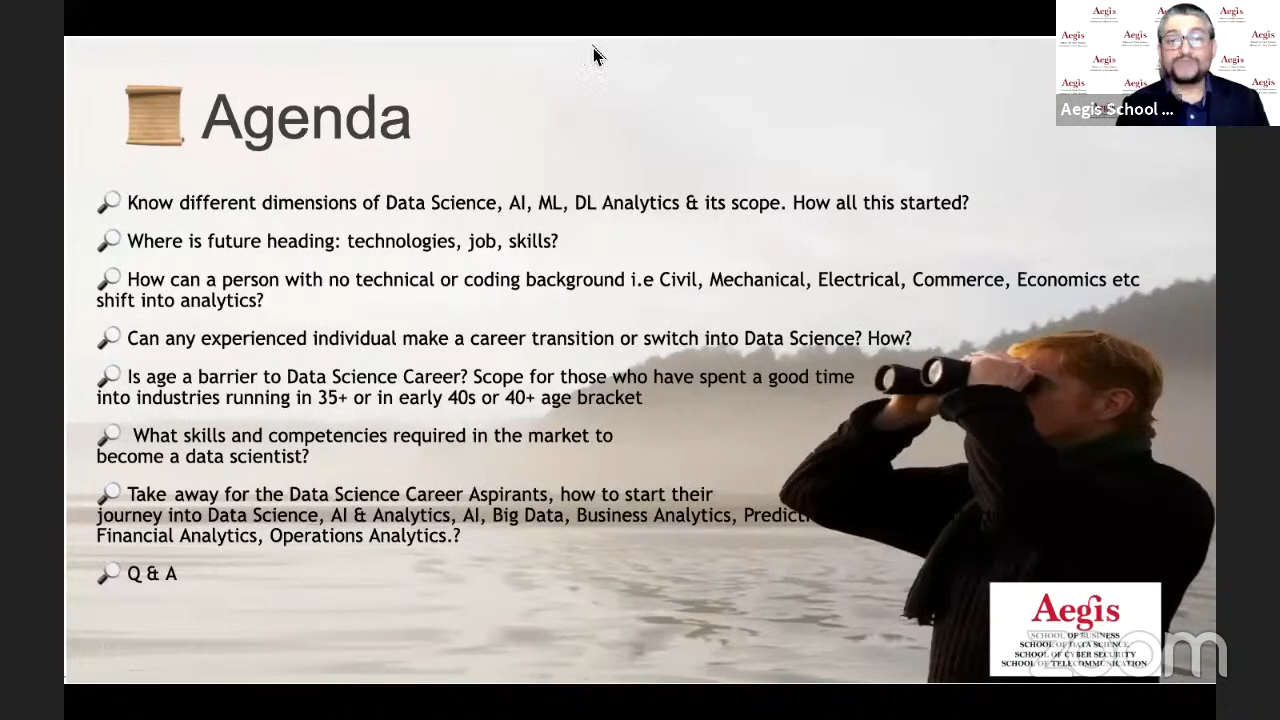 Aegis School ...
Agenda
Know different dimensions of Data Science, AI, ML, DL Analytics & its scope. How all this started?
Where is future heading: technologies, job, skills?
How can a person with no technical or coding background i.e Civil, Mechanical, Electrical, Commerce, Economics etc
shift into analytics?
Can any experienced individual make a career transition or switch into Data Science? How?
Is age a barrier to Data Science Career? Scope for those who have spent a good time
into industries running in 35+ or in early 40s or 40+ age bracket
What skills and competencies required in the market to
become a data scientist?
Take away for the Data Science Career Aspirants, how to start their
journey into Data Science, AI & Analytics, AI, Big Data, Business Analytics,
Financial Analytics, Operations Analytics.?
Q & A
Aegis
SCHOOL OF BUSINESS
SCHOOL OF DATA SCIENCE
SCHOOL OF CYBER SECURITY
SCHOOL OF TELECOMMUNICATION
zoom